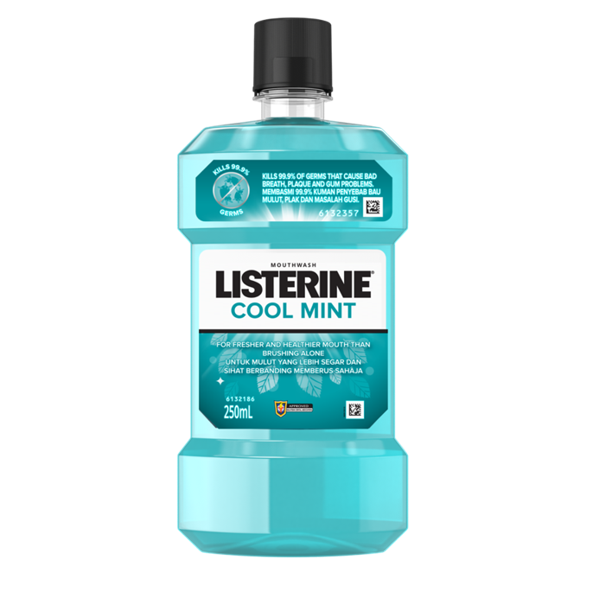 KILLS 99.9%
GERMS
KILLS 99.9% OF GERMS THAT CAUSE BAD
BREATH, PLAQUE AND GUM PROBLEMS.
MEMBASMI 99.9% KUMAN PENYEBAB BAU
MULUT, PLAK DAN MASALAH GUSI.
6132357
MOUTHWASH
LISTERINE®
COOL MINT
FOR FRESHER AND HEALTHIER MOUTH THAN
BRUSHING ALONE
UNTUK MULUT YANG LEBIH SEGAR DAN
SIHAT BERBANDING MEMBERUS SAHAJA
6132186
250mL
APPROVED